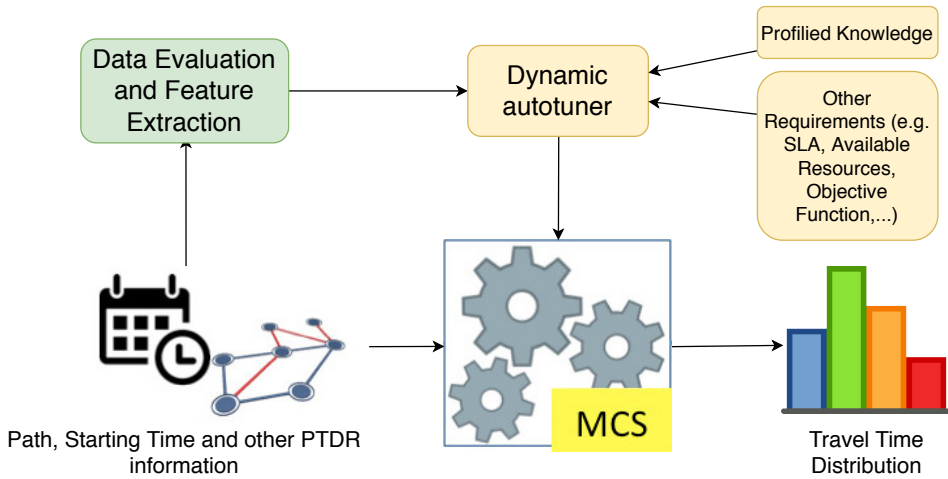 Data Evaluation
and Feature
Extraction
Dynamic
autotuner
Profilied Knowledge
Other
Requirements (e.g.
SLA, Available
Resources,
Objective
Function,...)
MCS
Path, Starting Time and other PTDR
information
Travel Time
Distribution